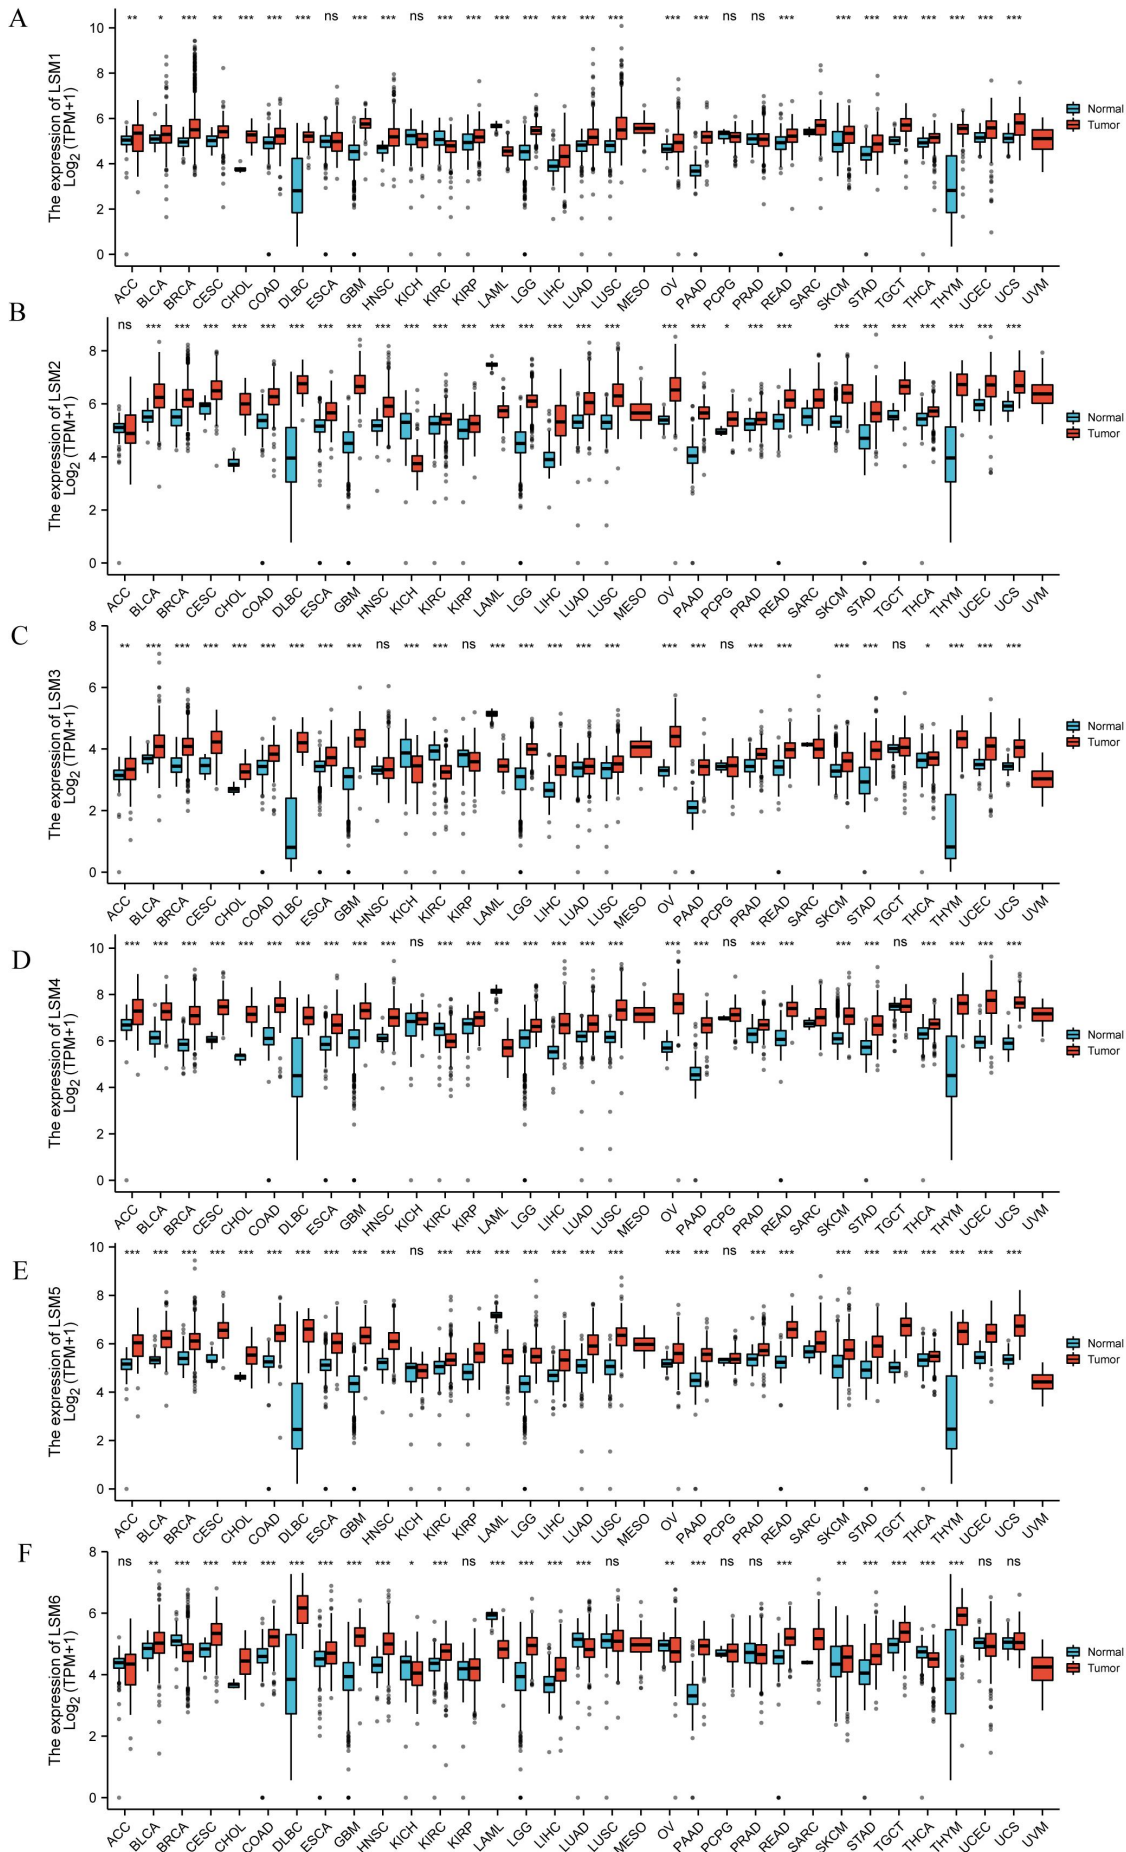 A
** * *** ** *** *** *** ns *** *** ns *** *** *** *** *** *** *** *** *** ns ns *** *** *** *** *** *** *** ***
The expression of LSM1
Log2 (TPM+1)
10
8
6
4
2
0
Normal
Tumor
ACC BLCA BRCA CESC CHOL COAD DLBC ESCA GBM HNSC KICH KIRC KIRP LAML LGG LIHC LUAD LUSC MESO OV PAAD PCPG PRAD READ SARC SKCM STAD TGCT THCA THYM UCEC UCS UVM
B
ns *** *** *** *** *** *** *** *** *** *** *** *** *** *** *** *** *** *** *** * *** *** *** *** *** *** *** *** ***
The expression of LSM2
Log2 (TPM+1)
8
6
4
2
0
Normal
Tumor
ACC BLCA BRCA CESC CHOL COAD DLBC ESCA GBM HNSC KICH KIRC KIRP LAML LGG LIHC LUAD LUSC MESO OV PAAD PCPG PRAD READ SARC SKCM STAD TGCT THCA THYM UCEC UCS UVM
C
** *** *** *** *** *** *** *** *** ns *** *** ns *** *** *** *** *** *** *** ns *** *** *** *** ns * *** *** ***
The expression of LSM3
Log2 (TPM+1)
8
6
4
2
0
Normal
Tumor
ACC BLCA BRCA CESC CHOL COAD DLBC ESCA GBM HNSC KICH KIRC KIRP LAML LGG LIHC LUAD LUSC MESO OV PAAD PCPG PRAD READ SARC SKCM STAD TGCT THCA THYM UCEC UCS UVM
D
*** *** *** *** *** *** *** *** *** *** ns *** *** *** *** *** *** *** *** *** ns *** *** *** *** ns *** *** *** ***
The expression of LSM4
Log2 (TPM+1)
10
8
6
4
2
0
Normal
Tumor
ACC BLCA BRCA CESC CHOL COAD DLBC ESCA GBM HNSC KICH KIRC KIRP LAML LGG LIHC LUAD LUSC MESO OV PAAD PCPG PRAD READ SARC SKCM STAD TGCT THCA THYM UCEC UCS UVM
E
*** *** *** *** *** *** *** *** *** *** ns *** *** *** *** *** *** *** *** *** ns *** *** *** *** *** *** *** *** ***
The expression of LSM5
Log2 (TPM+1)
10
8
6
4
2
0
Normal
Tumor
ACC BLCA BRCA CESC CHOL COAD DLBC ESCA GBM HNSC KICH KIRC KIRP LAML LGG LIHC LUAD LUSC MESO OV PAAD PCPG PRAD READ SARC SKCM STAD TGCT THCA THYM UCEC UCS UVM
F
ns ** *** *** *** *** *** *** *** *** * *** ns *** *** *** *** ns ** *** ns ns *** ** *** *** *** *** ns ns
The expression of LSM6
Log2 (TPM+1)
8
6
4
2
0
Normal
Tumor
ACC BLCA BRCA CESC CHOL COAD DLBC ESCA GBM HNSC KICH KIRC KIRP LAML LGG LIHC LUAD LUSC MESO OV PAAD PCPG PRAD READ SARC SKCM STAD TGCT THCA THYM UCEC UCS UVM